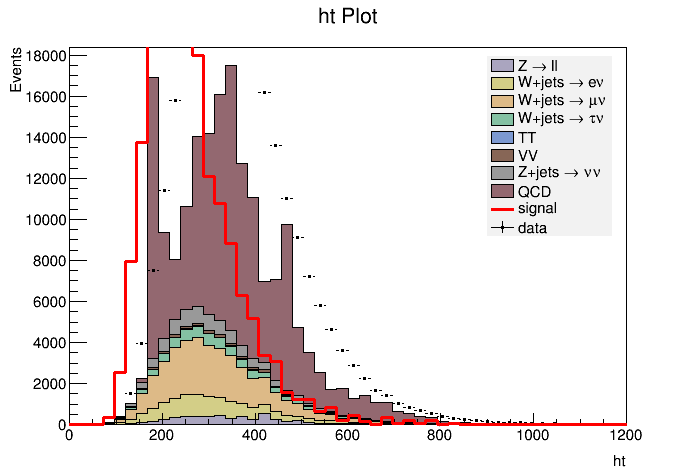 ht Plot
Events
18000
16000
14000
12000
10000
8000
6000
4000
2000
0
0 200 400 600 800 1000 1200
ht
Z → ll
W+jets → eν
W+jets → μν
W+jets → τν
TT
VV
Z+jets → νν
QCD
signal
data